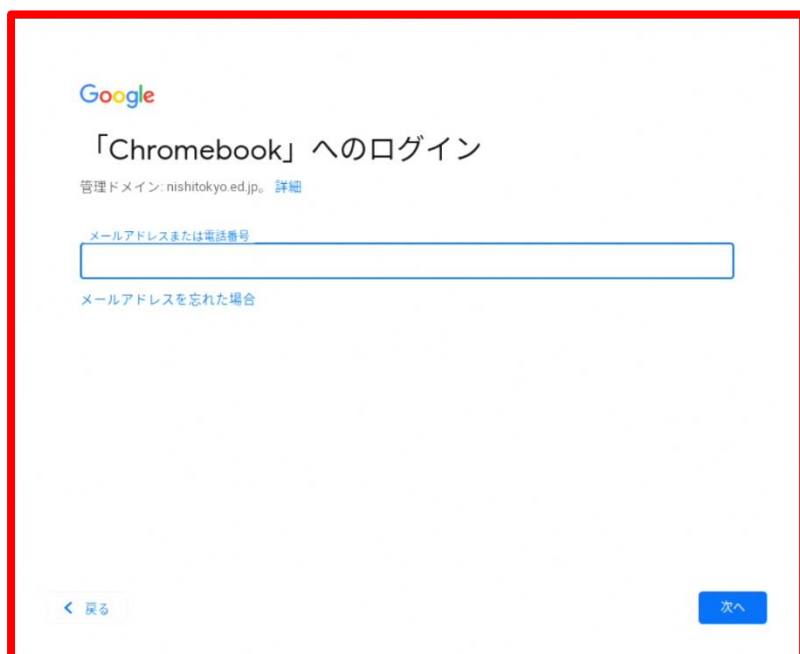 Google
「Chromebook」へのログイン
管理ドメイン: nishitokyo.ed.jp。 詳細
メールアドレスまたは電話番号
メールアドレスを忘れた場合
戻る
次へ